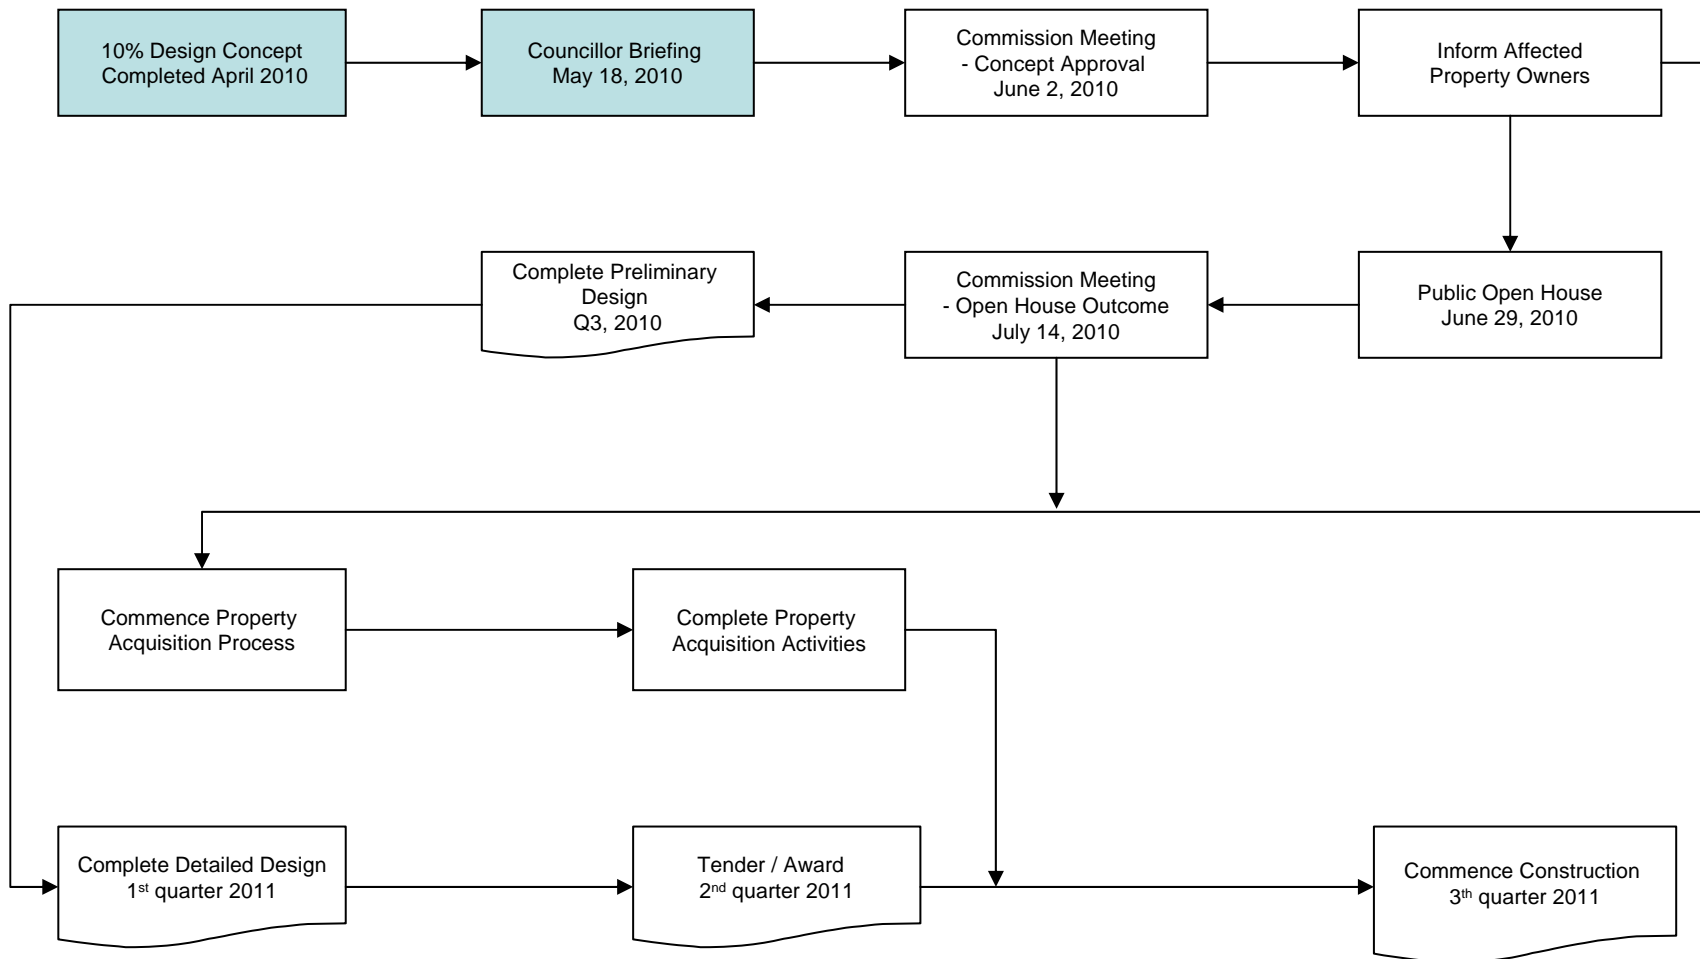 10% Design Concept
Completed April 2010
Councillor Briefing
May 18, 2010
Commission Meeting
- Concept Approval
June 2, 2010
Inform Affected
Property Owners
Complete Preliminary
Design
Q3, 2010
Commission Meeting
- Open House Outcome
July 14, 2010
Public Open House
June 29, 2010
Commence Property
Acquisition Process
Complete Property
Acquisition Activities
Complete Detailed Design
1st quarter 2011
Tender / Award
2nd quarter 2011
Commence Construction
3th quarter 2011